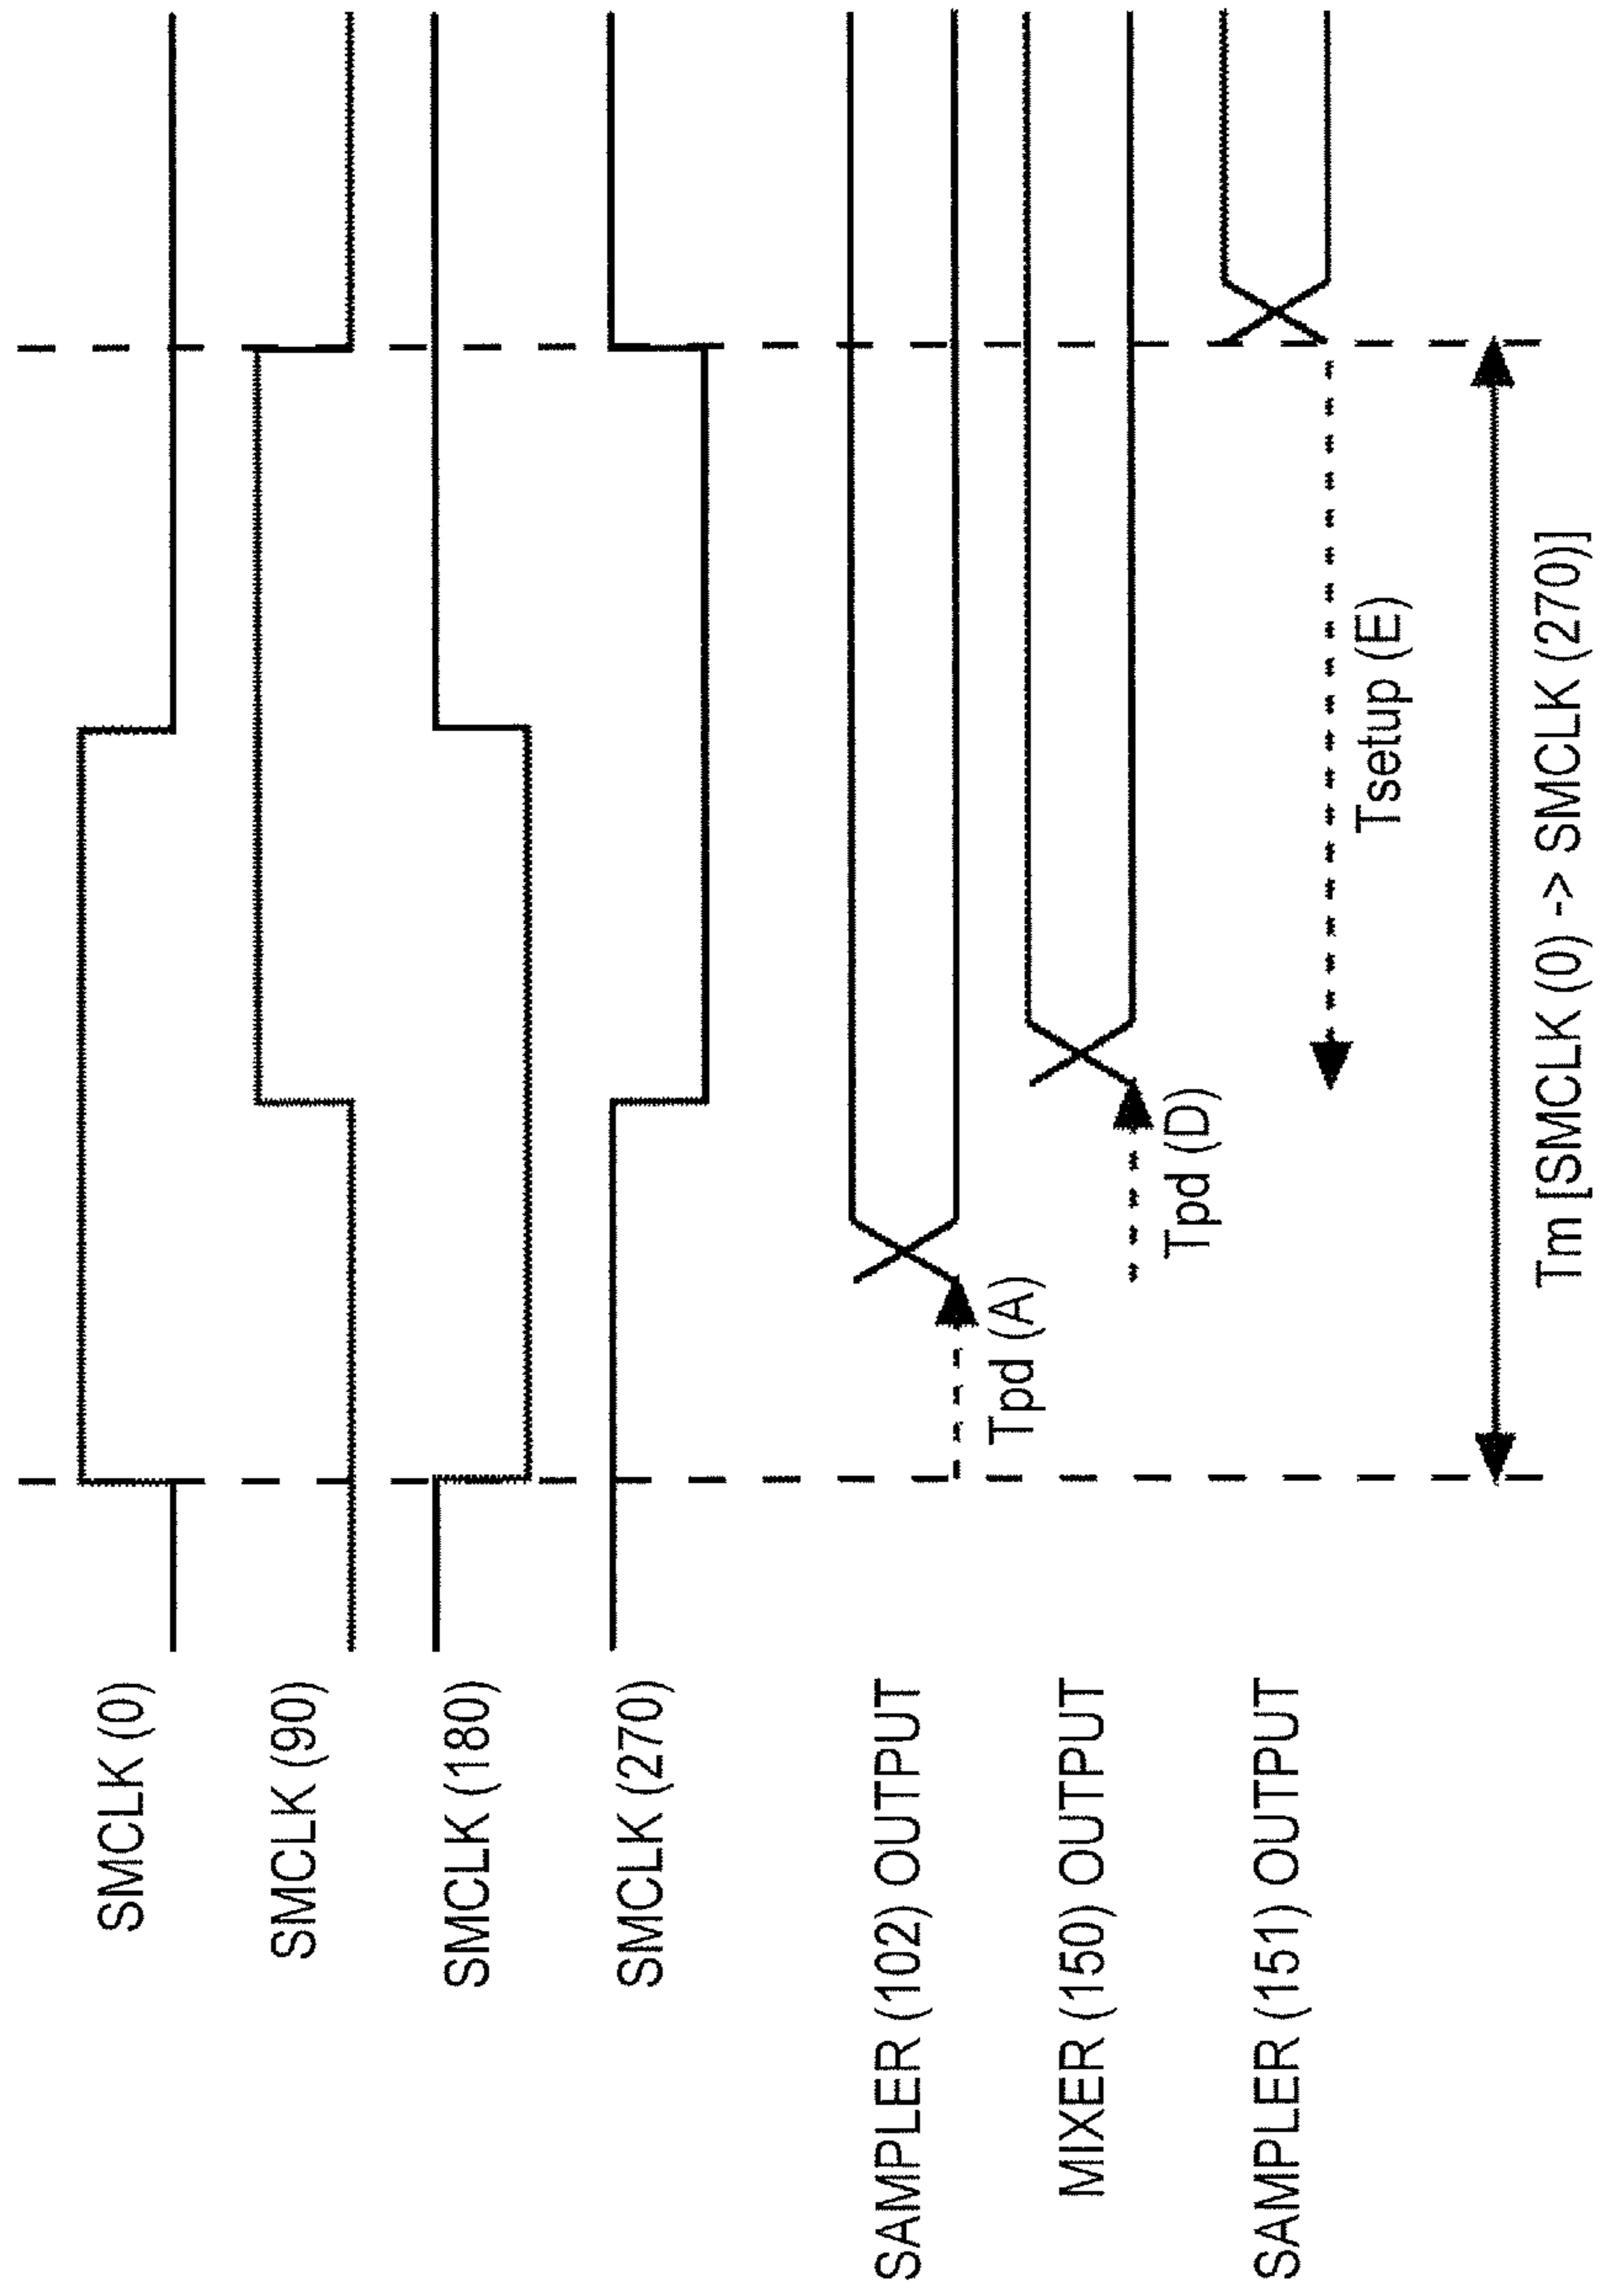 SMCLK (0)
SMCLK (90)
SMCLK (180)
SMCLK (270)
SAMPLER (102) OUTPUT
Tpd (A)
MIXER (150) OUTPUT
Tpd (D)
SAMPLER (151) OUTPUT
Tsetup (E)
Tm [SMCLK (0) -> SMCLK (270)]